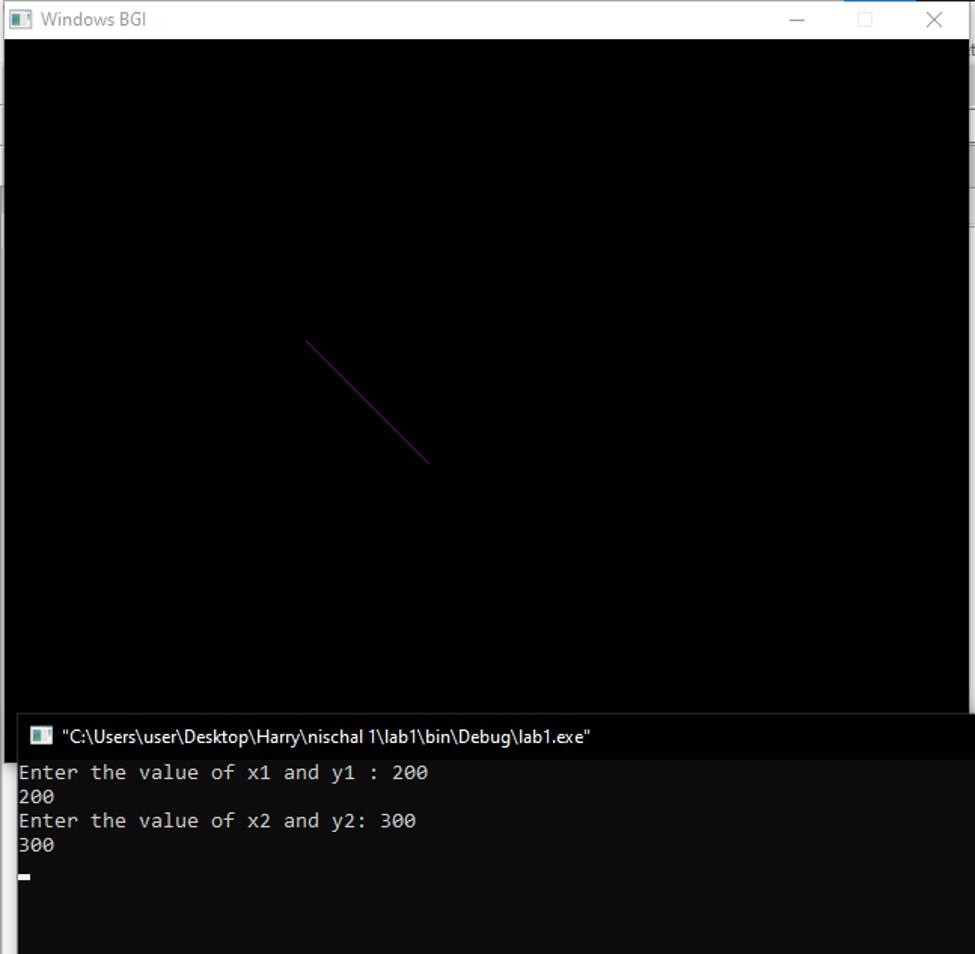 Windows BGI
"C:\Users\user\Desktop\Harry\nischal 1\lab1\bin\Debug\lab1.exe"
Enter the value of x1 and y1 : 200
200
Enter the value of x2 and y2: 300
300